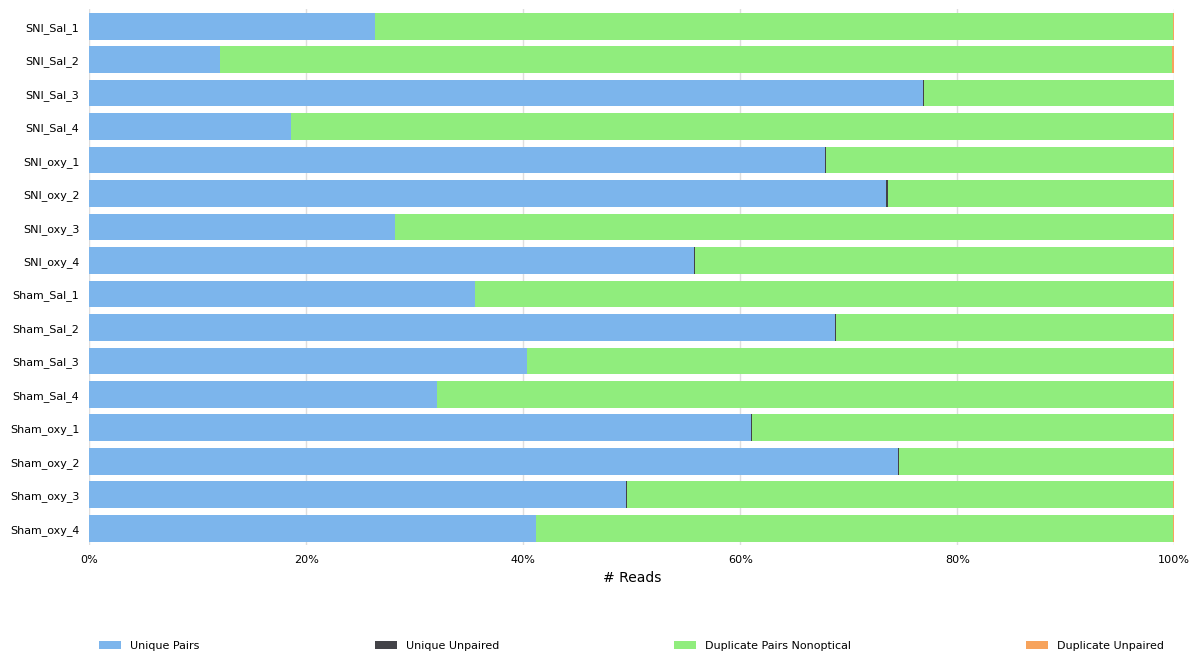 SNI_Sal_1
SNI_Sal_2
SNI_Sal_3
SNI_Sal_4
SNI_oxy_1
SNI_oxy_2
SNI_oxy_3
SNI_oxy_4
Sham_Sal_1
Sham_Sal_2
Sham_Sal_3
Sham_Sal_4
Sham_oxy_1
Sham_oxy_2
Sham_oxy_3
Sham_oxy_4
0% 20% 40% 60% 80% 100%
# Reads
Unique Pairs Unique Unpaired Duplicate Pairs Nonoptical Duplicate Unpaired